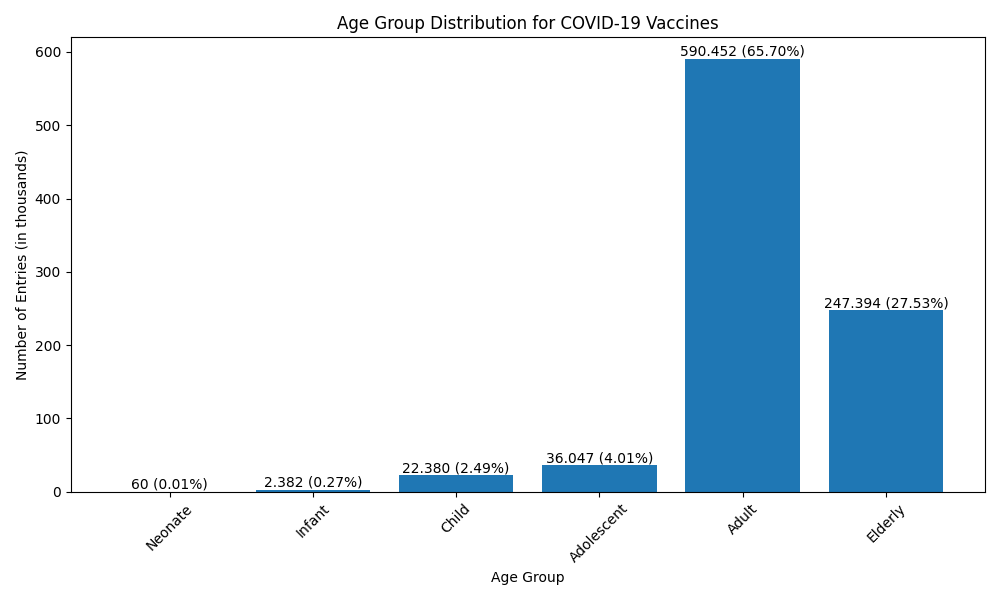 Age Group Distribution for COVID-19 Vaccines
Number of Entries (in thousands)
600
500
400
300
200
100
0
60 (0.01%)
2.382 (0.27%)
22.380 (2.49%)
36.047 (4.01%)
590.452 (65.70%)
247.394 (27.53%)
Neonate
Infant
Child
Adolescent
Adult
Elderly
Age Group